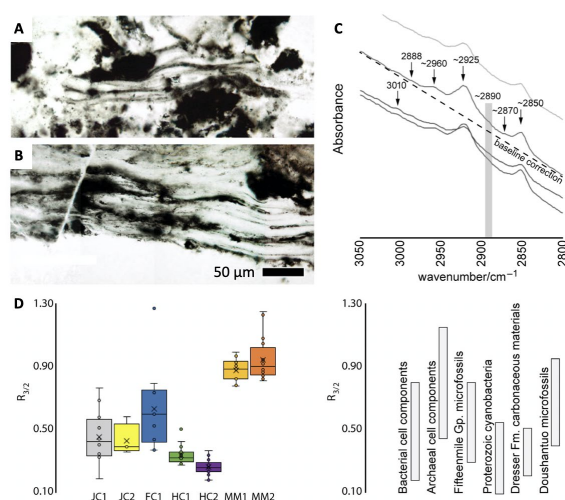 A
B
50 µm
C
Absorbance
3010
2888
~2960
~2925
~2890
~2870
~2850
baseline correction
3050 3000 2950 2900 2850 2800
wavenumber/cm⁻¹
D
R3/2
1.30
0.90
0.50
0.10
JC1 JC2 FC1 HC1 HC2 MM1 MM2
R3/2
1.30
0.90
0.50
0.10
Bacterial cell components
Archaeal cell components
Fifteenmile Gp. microfossils
Proterozoic cyanobacteria
Dresser Fm. carbonaceous materials
Doushantuo microfossils